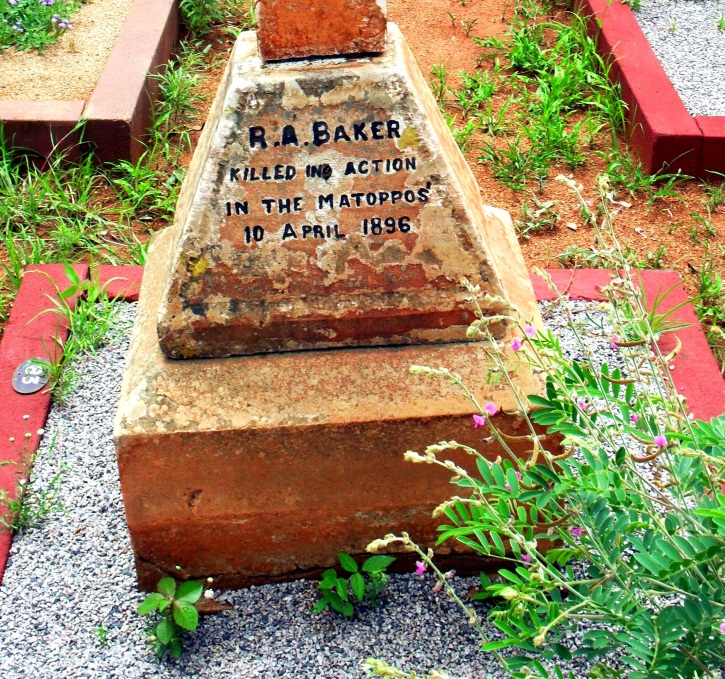 R.A. BAKER
KILLED IN ACTION
IN THE MATOPPOS
10 APRIL 1896